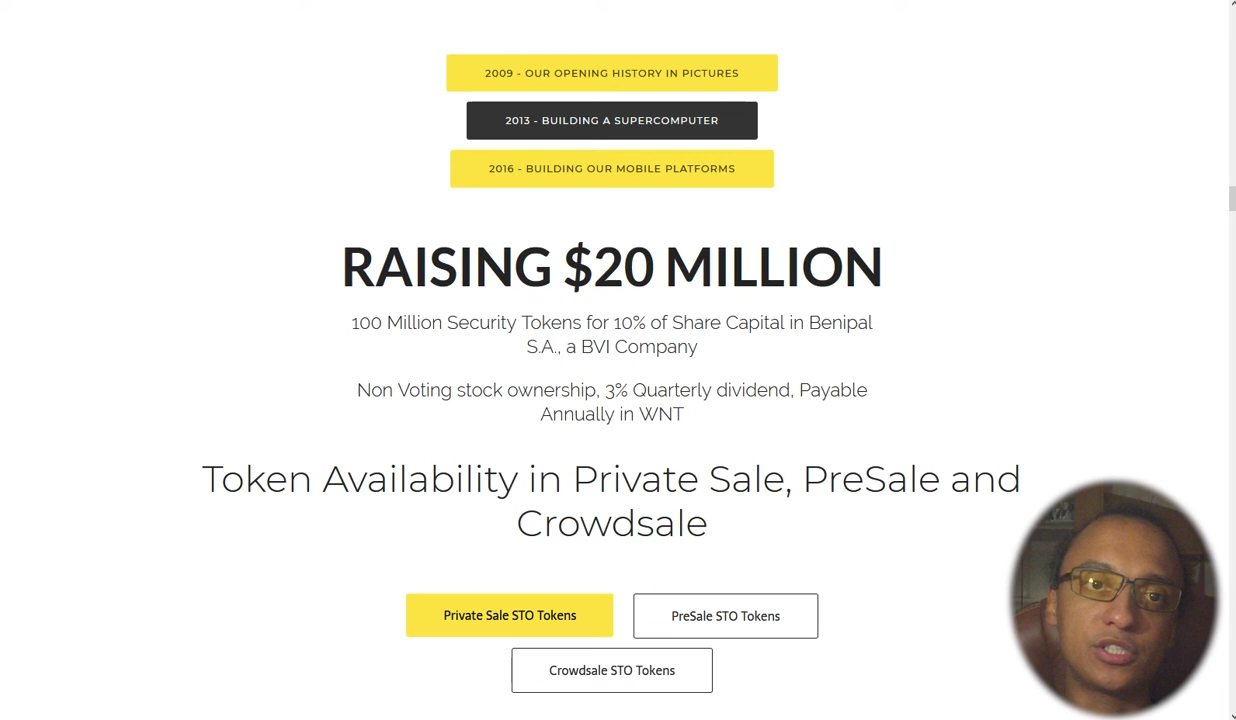 2009 - OUR OPENING HISTORY IN PICTURES
2013 - BUILDING A SUPERCOMPUTER
2016 - BUILDING OUR MOBILE PLATFORMS
RAISING $20 MILLION
100 Million Security Tokens for 10% of Share Capital in Benipal
S.A., a BVI Company
Non Voting stock ownership, 3% Quarterly dividend, Payable
Annually in WNT
Token Availability in Private Sale, PreSale and
Crowdsale
Private Sale STO Tokens
PreSale STO Tokens
Crowdsale STO Tokens